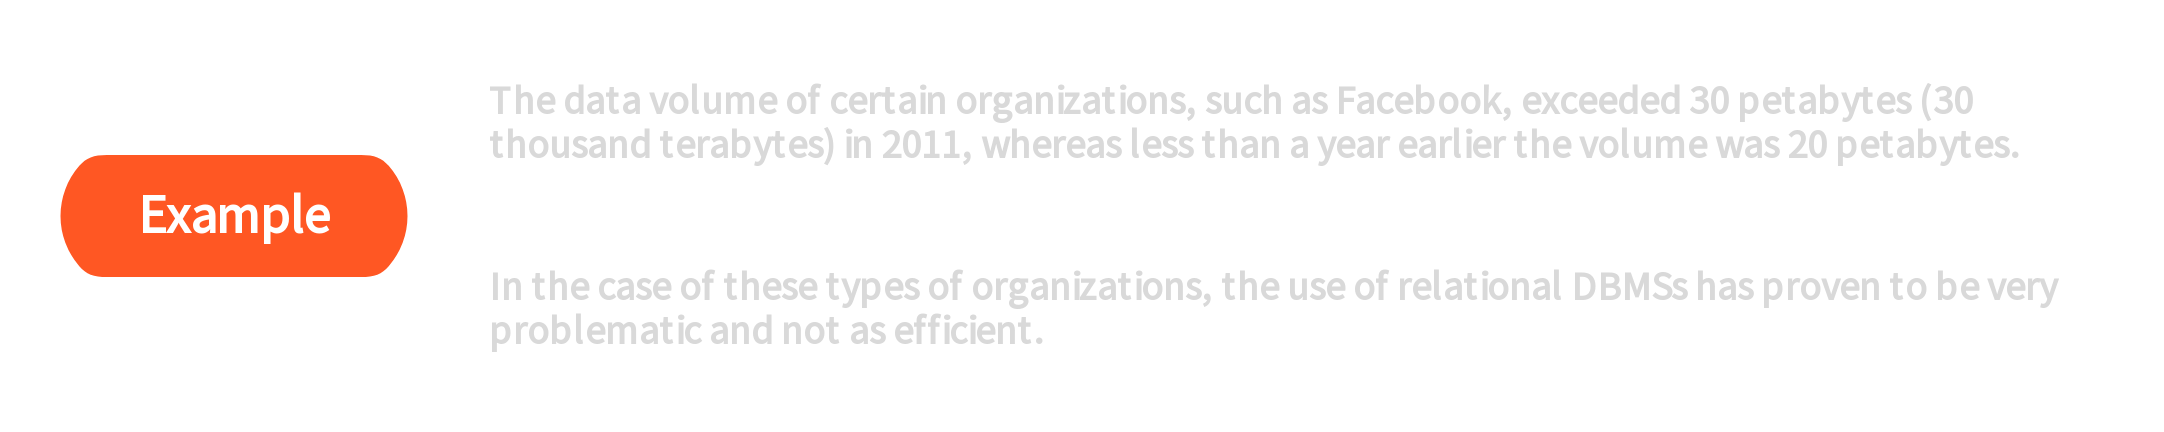 Example
The data volume of certain organizations, such as Facebook, exceeded 30 petabytes (30
thousand terabytes) in 2011, whereas less than a year earlier the volume was 20 petabytes.
In the case of these types of organizations, the use of relational DBMSs has proven to be very
problematic and not as efficient.